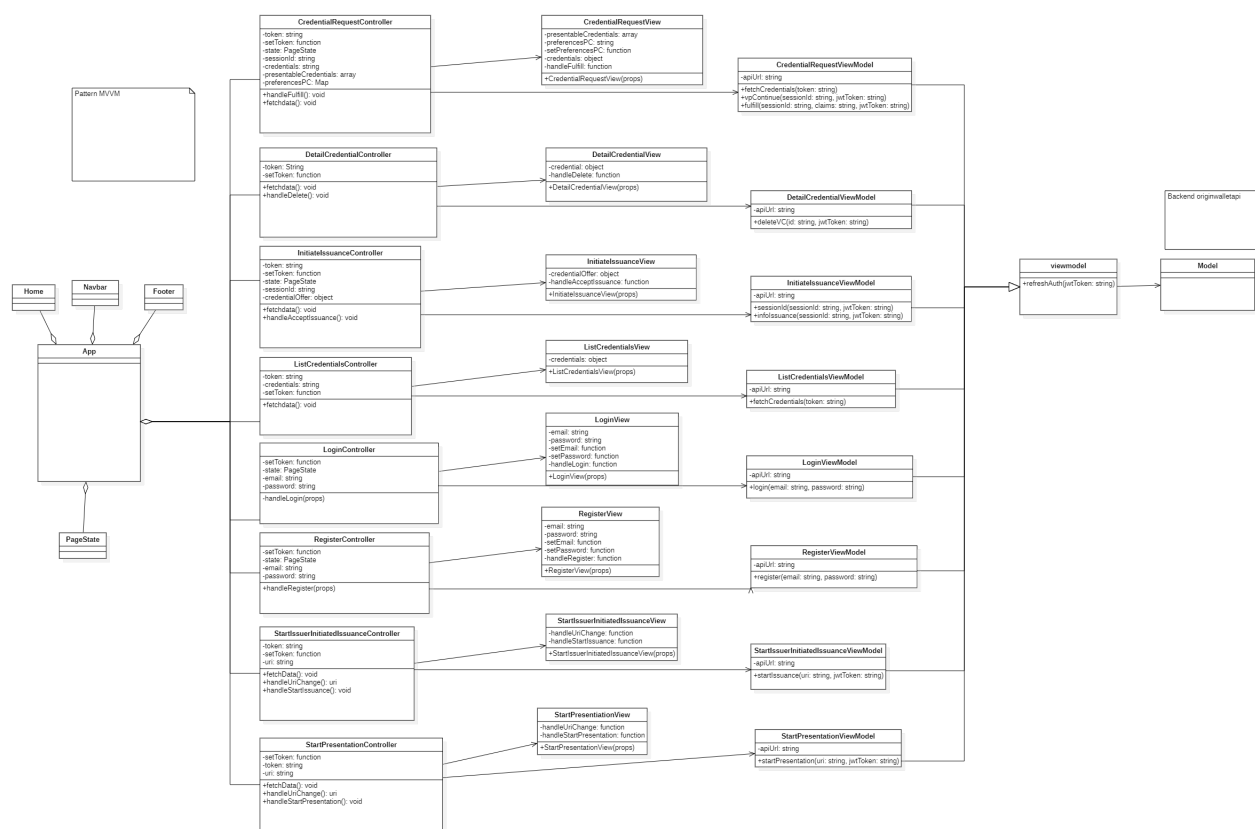 Pattern MVVM
CredentialRequestController
-token: string
-setToken: function
-state: PageState
-sessionId: string
-credentials: string
-presentableCredentials: array
-preferencesPC: Map
+handleFulfill(): void
+fetchdata(): void
CredentialRequestView
-presentableCredentials: array
-preferencesPC: string
-setPreferencesPC: function
-credentials: object
-handleFulfill: function
+CredentialRequestView(props)
CredentialRequestViewModel
-apiUrl: string
+fetchCredentials(token: string)
+vpContinue(sessionId: string, jwtToken: string)
+fulfill(sessionId: string, claims: string, jwtToken: string)
DetailCredentialController
-token: String
-setToken: function
+fetchdata(): void
+handleDelete(): void
DetailCredentialView
-credential: object
-handleDelete: function
+DetailCredentialView(props)
DetailCredentialViewModel
-apiUrl: string
+deleteVC(id: string, jwtToken: string)
Backend originwalletapi
InitiateIssuanceController
-token: string
-setToken: function
-state: PageState
-sessionId: string
-credentialOffer: object
+fetchdata(): void
+handleAcceptIssuance(): void
InitiateIssuanceView
-credentialOffer: object
-handleAcceptIssuance: function
+InitiateIssuanceView(props)
InitiateIssuanceViewModel
-apiUrl: string
+sessionId(sessionId: string, jwtToken: string)
+infoIssuance(sessionId: string, jwtToken: string)
viewmodel
+refreshAuth(jwtToken: string)
Model
Home
Navbar
Footer
App
PageState
ListCredentialsController
-token: string
-credentials: string
-setToken: function
+fetchdata(): void
ListCredentialsView
-credentials: object
+ListCredentialsView(props)
ListCredentialsViewModel
-apiUrl: string
+fetchCredentials(token: string)
LoginController
-setToken: function
-state: PageState
-email: string
-password: string
-handleLogin(props)
LoginView
-email: string
-password: string
-setEmail: function
-setPassword: function
-handleLogin: function
+LoginView(props)
LoginViewModel
-apiUrl: string
+login(email: string, password: string)
RegisterController
-setToken: function
-state: PageState
-email: string
-password: string
+handleRegister(props)
RegisterView
-email: string
-password: string
-setEmail: function
-setPassword: function
-handleRegister: function
+RegisterView(props)
RegisterViewModel
-apiUrl: string
+register(email: string, password: string)
StartIssuerInitiatedIssuanceController
-token: string
-setToken: function
-uri: string
+fetchData(): void
+handleUriChange(): uri
+handleStartIssuance(): void
StartIssuerInitiatedIssuanceView
-handleUriChange: function
-handleStartIssuance: function
+StartIssuerInitiatedIssuanceView(props)
StartIssuerInitiatedIssuanceViewModel
-apiUrl: string
+startIssuance(uri: string, jwtToken: string)
StartPresentationController
-setToken: function
-token: string
-uri: string
+fetchData(): void
+handleUriChange(): uri
+handleStartPresentation(): void
StartPresentiationView
-handleUriChange: function
-handleStartPresentation: function
+StartPresentationView(props)
StartPresentationViewModel
-apiUrl: string
+startPresentation(uri: string, jwtToken: string)